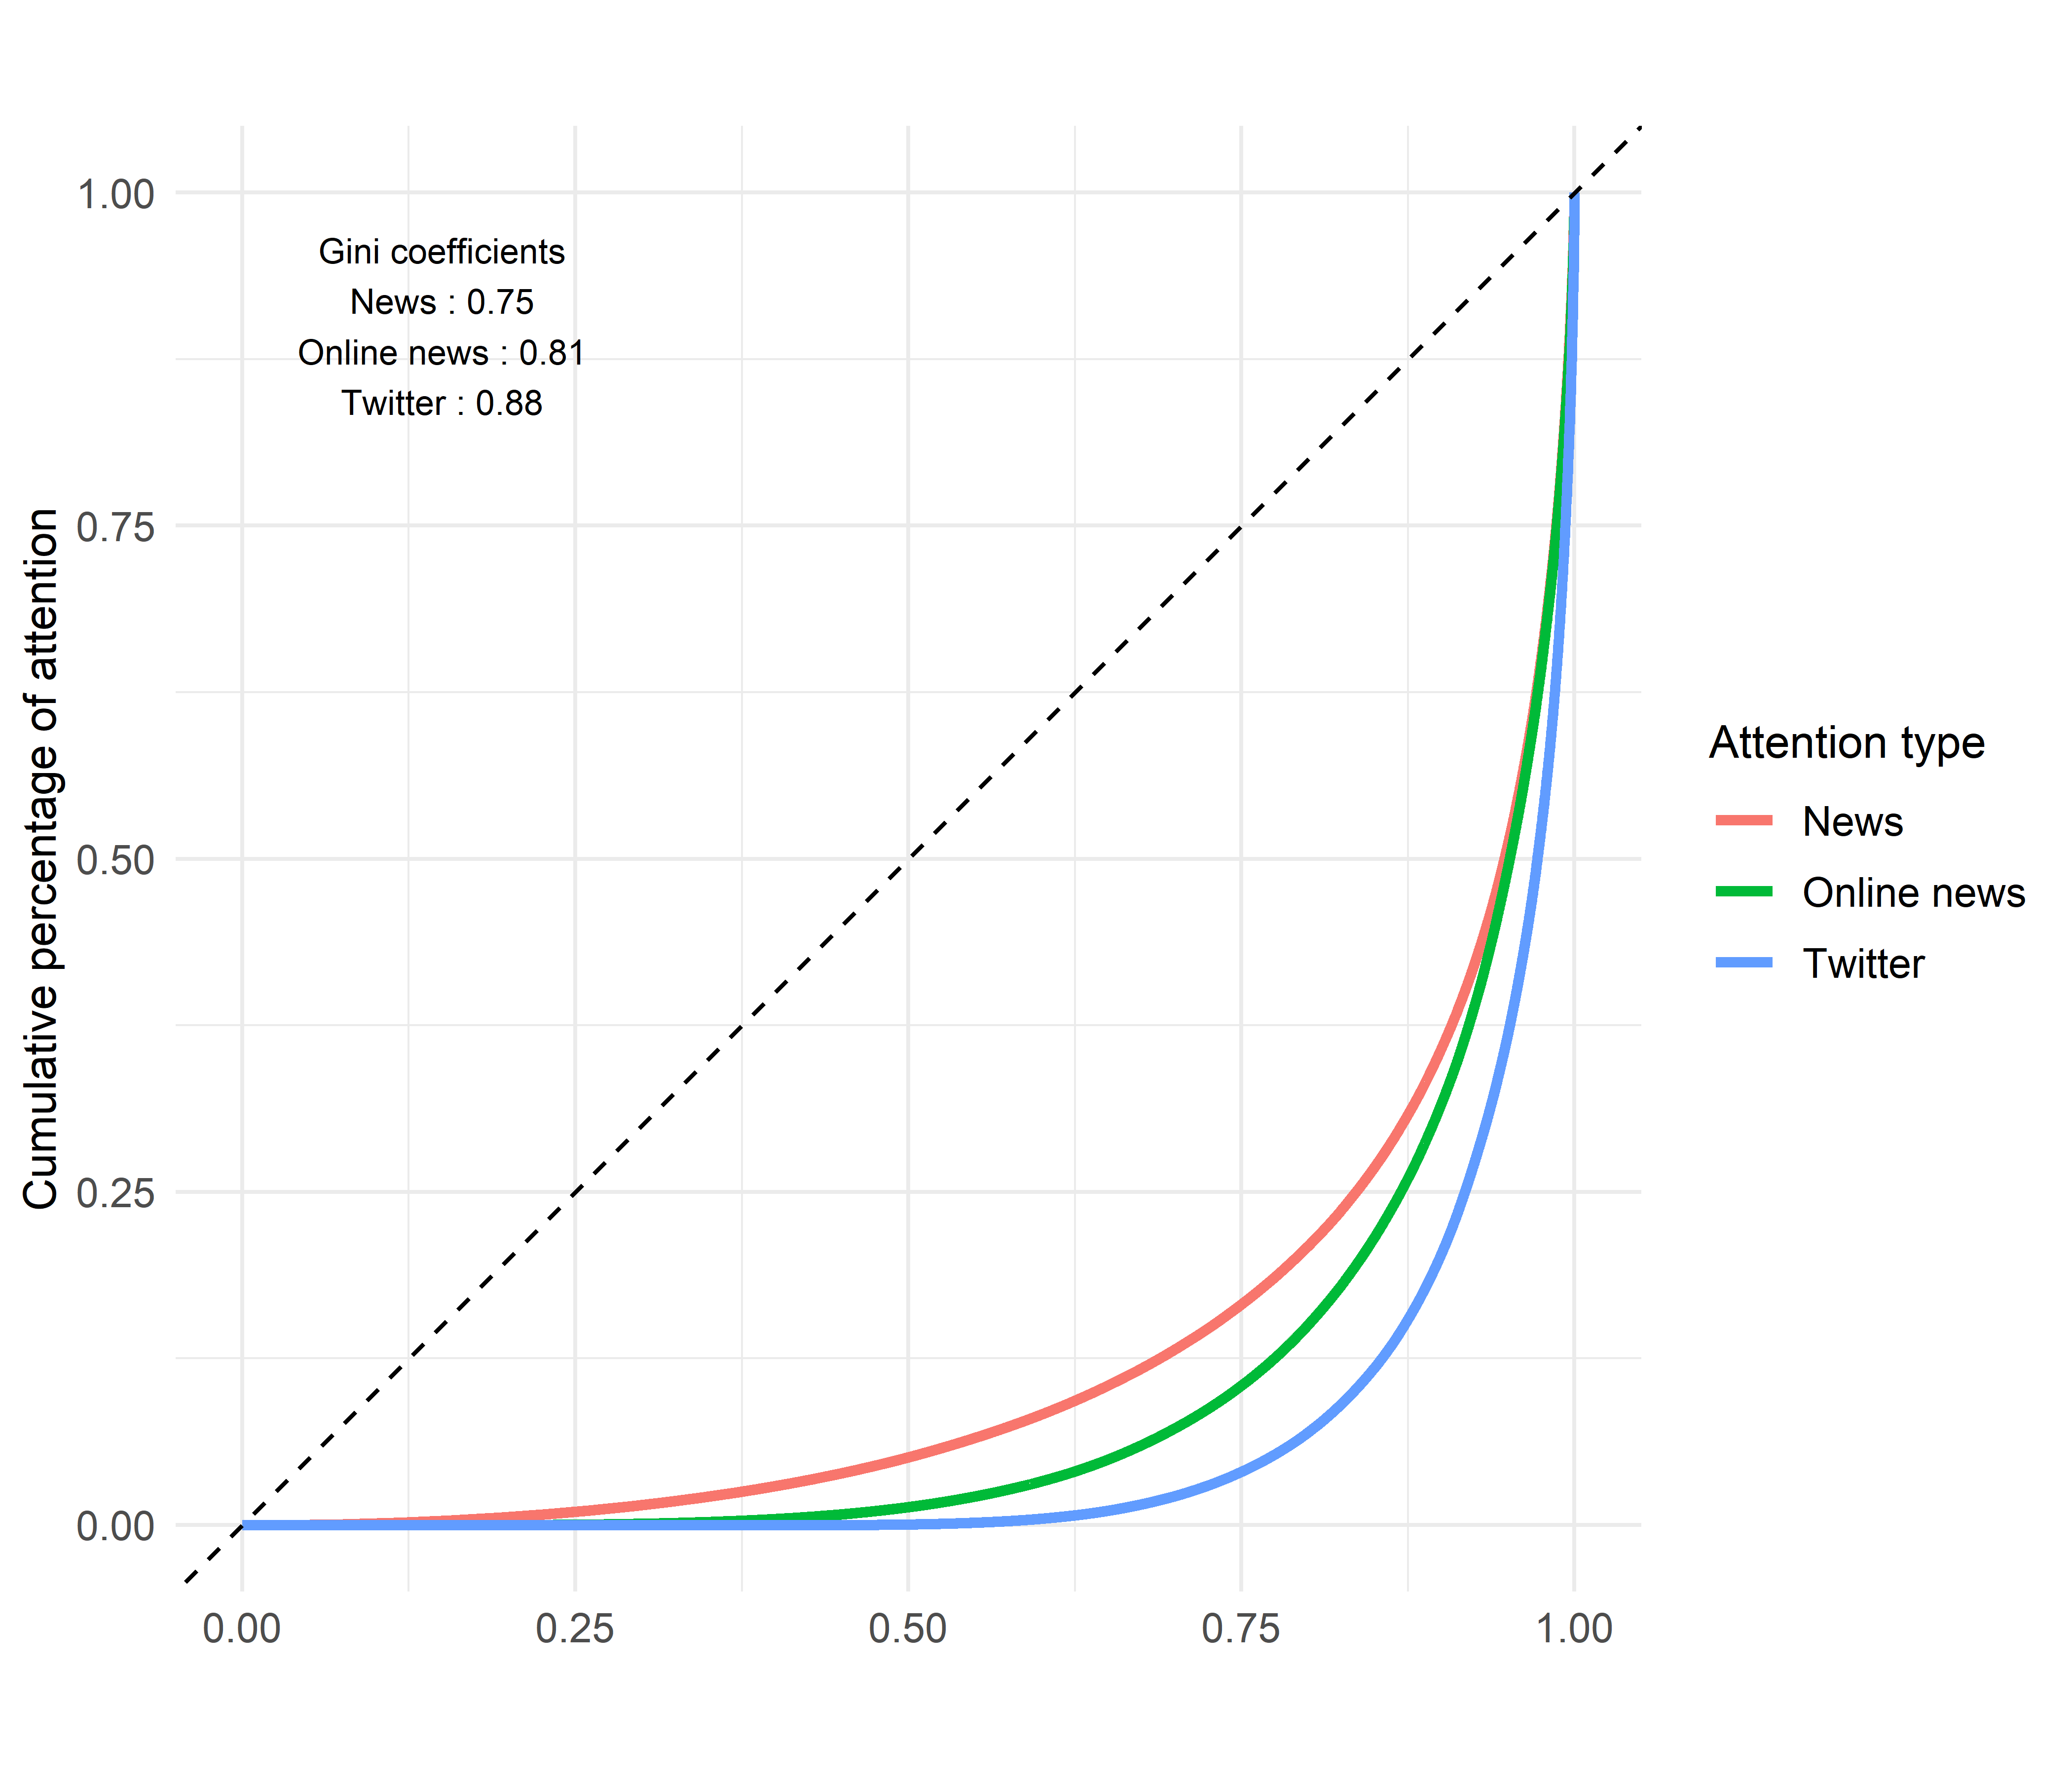 Gini coefficients
News : 0.75
Online news : 0.81
Twitter : 0.88
Cumulative percentage of attention
1.00
0.75
0.50
0.25
0.00
0.00 0.25 0.50 0.75 1.00
Attention type
News
Online news
Twitter